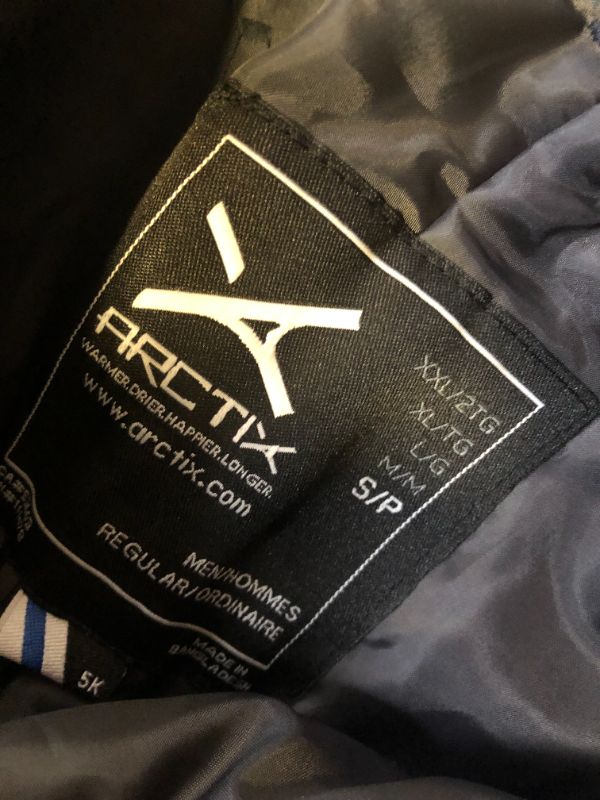 ARCTIX
WARMER.DRIER.HAPPIER.LONGER.
www.arctix.com
XXL/2TG
XL/TG
L/G
M/M
S/P
MEN/HOMMES
REGULAR/ORDINAIRE
MADE IN
BANGLADESH
5K